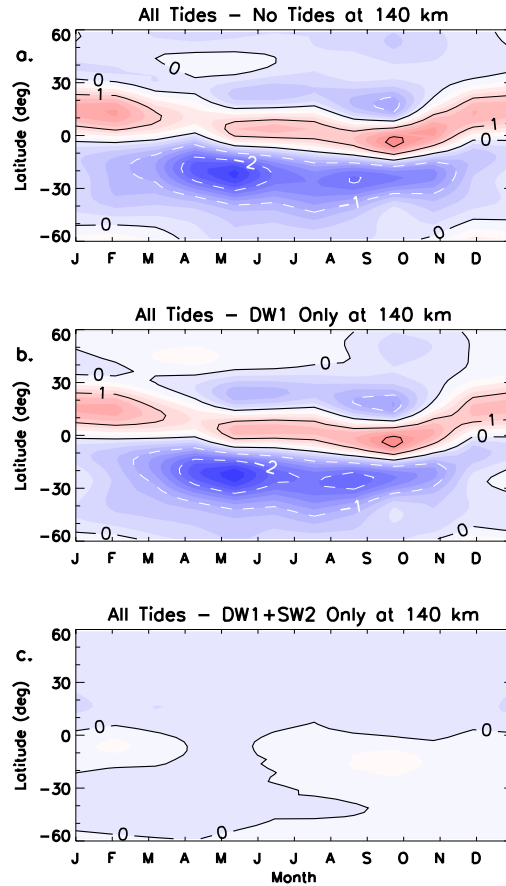 All Tides – No Tides at 140 km
a.
Latitude (deg)
60
30
0
−30
−60
0
0
1
1
0
−2
−1
0
0
J F M A M J J A S O N D
All Tides – DW1 Only at 140 km
b.
Latitude (deg)
60
30
0
−30
−60
0
0
1
1
0
−2
−1
0
J F M A M J J A S O N D
All Tides – DW1+SW2 Only at 140 km
c.
Latitude (deg)
60
30
0
−30
−60
0
0
0
0
J F M A M J J A S O N D
Month